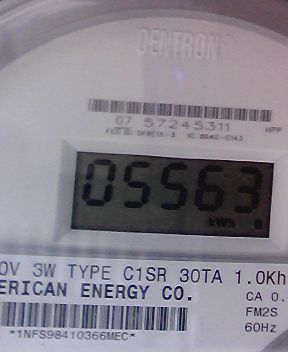 CENTRON®
07 57245311 HPP
05563
kWh
0V 3W TYPE C1SR 30TA 1.0Kh
ERICAN ENERGY CO.
CA 0.
FM2S
60Hz
*1NFS98410366MEC*